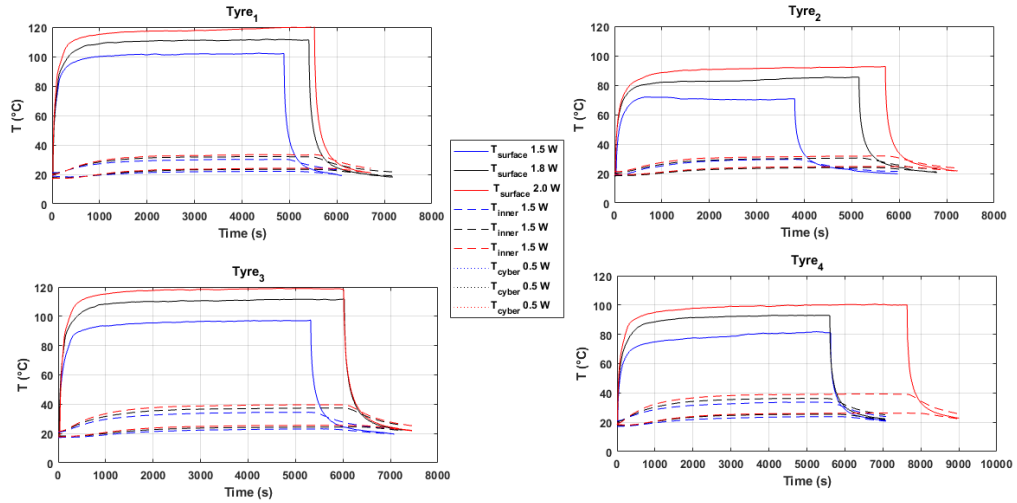 Tyre1
T (°C)
120
100
80
60
40
20
0
0 1000 2000 3000 4000 5000 6000 7000 8000
Time (s)
Tyre2
T (°C)
120
100
80
60
40
20
0
0 1000 2000 3000 4000 5000 6000 7000 8000
Time (s)
Tsurface 1.5 W
Tsurface 1.8 W
Tsurface 2.0 W
Tinner 1.5 W
Tinner 1.5 W
Tinner 1.5 W
Tcyber 0.5 W
Tcyber 0.5 W
Tcyber 0.5 W
Tyre3
T (°C)
120
100
80
60
40
20
0
0 1000 2000 3000 4000 5000 6000 7000 8000
Time (s)
Tyre4
T (°C)
120
100
80
60
40
20
0
0 1000 2000 3000 4000 5000 6000 7000 8000 9000 10000
Time (s)